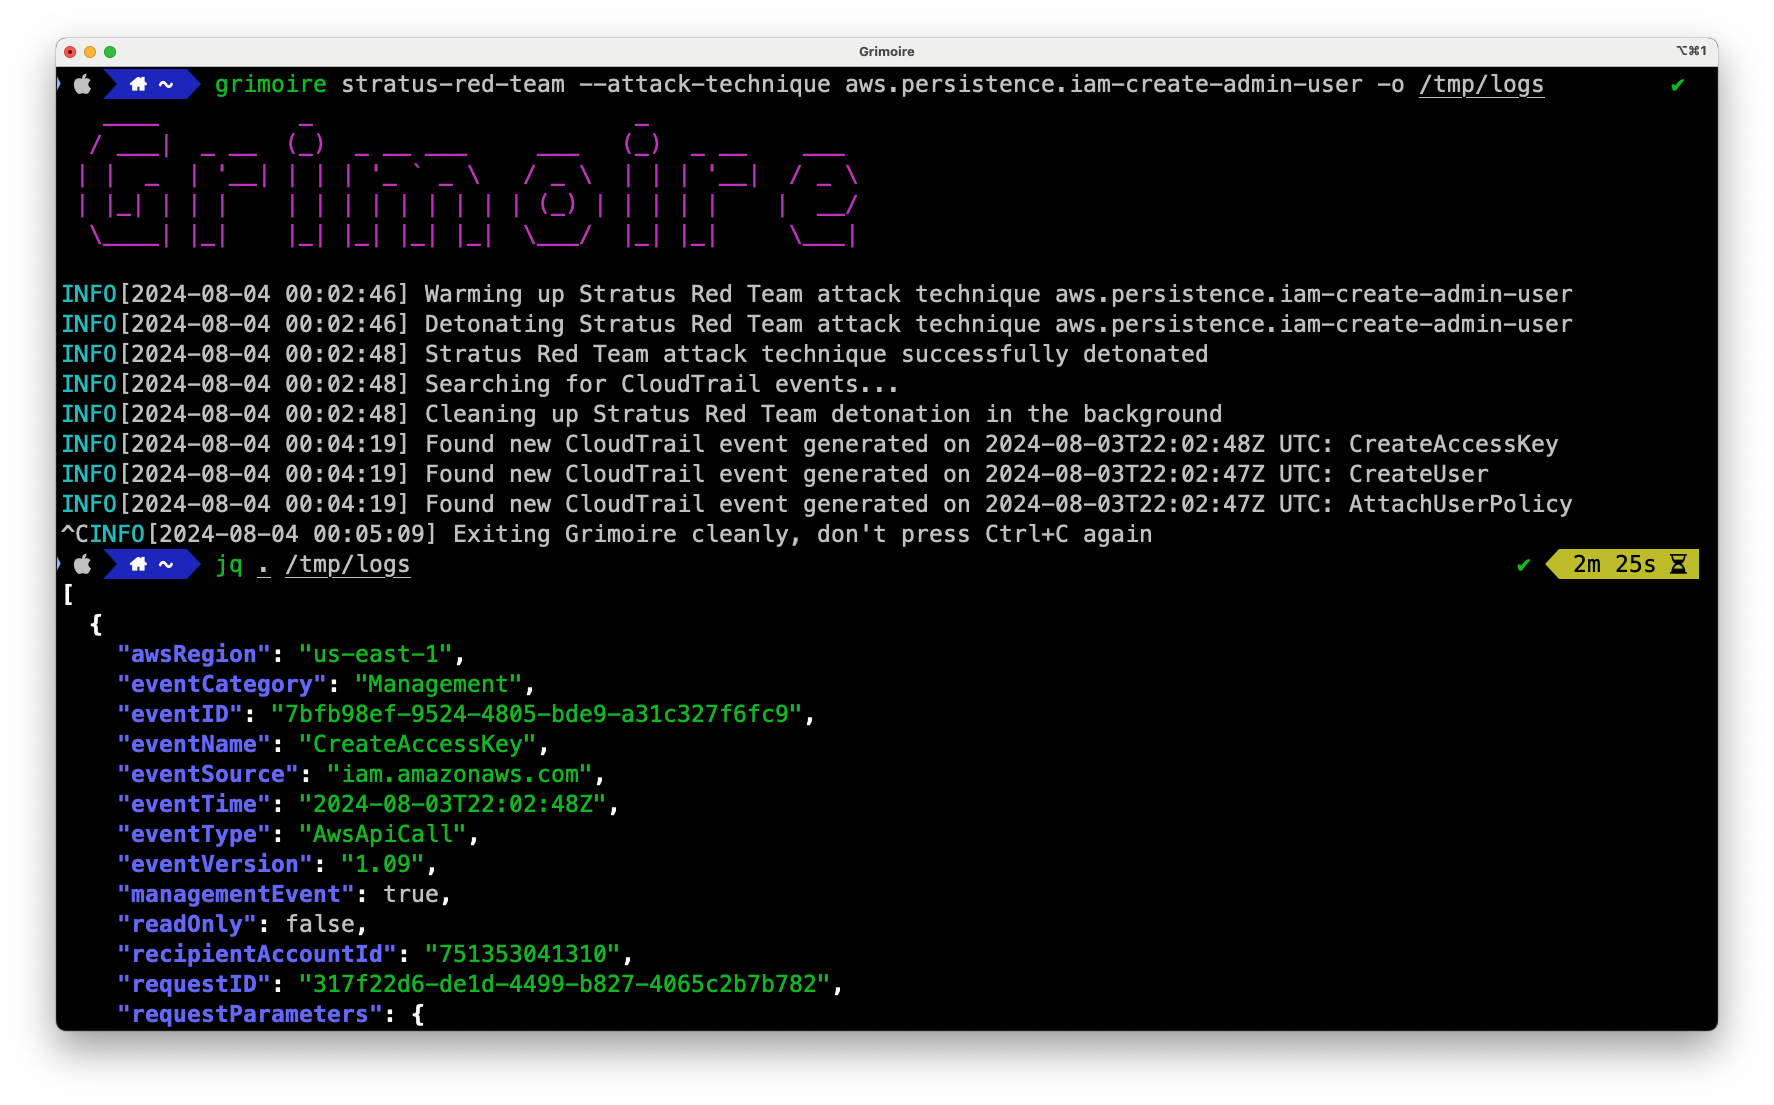 Grimoire
⌥⌘1
~ grimoire stratus-red-team --attack-technique aws.persistence.iam-create-admin-user -o /tmp/logs ✔
Grimoire
INFO[2024-08-04 00:02:46] Warming up Stratus Red Team attack technique aws.persistence.iam-create-admin-user
INFO[2024-08-04 00:02:46] Detonating Stratus Red Team attack technique aws.persistence.iam-create-admin-user
INFO[2024-08-04 00:02:48] Stratus Red Team attack technique successfully detonated
INFO[2024-08-04 00:02:48] Searching for CloudTrail events...
INFO[2024-08-04 00:02:48] Cleaning up Stratus Red Team detonation in the background
INFO[2024-08-04 00:04:19] Found new CloudTrail event generated on 2024-08-03T22:02:48Z UTC: CreateAccessKey
INFO[2024-08-04 00:04:19] Found new CloudTrail event generated on 2024-08-03T22:02:47Z UTC: CreateUser
INFO[2024-08-04 00:04:19] Found new CloudTrail event generated on 2024-08-03T22:02:47Z UTC: AttachUserPolicy
^CINFO[2024-08-04 00:05:09] Exiting Grimoire cleanly, don't press Ctrl+C again
~ jq . /tmp/logs ✔ 2m 25s
[
{
"awsRegion": "us-east-1",
"eventCategory": "Management",
"eventID": "7bfb98ef-9524-4805-bde9-a31c327f6fc9",
"eventName": "CreateAccessKey",
"eventSource": "iam.amazonaws.com",
"eventTime": "2024-08-03T22:02:48Z",
"eventType": "AwsApiCall",
"eventVersion": "1.09",
"managementEvent": true,
"readOnly": false,
"recipientAccountId": "751353041310",
"requestID": "317f22d6-de1d-4499-b827-4065c2b7b782",
"requestParameters": {